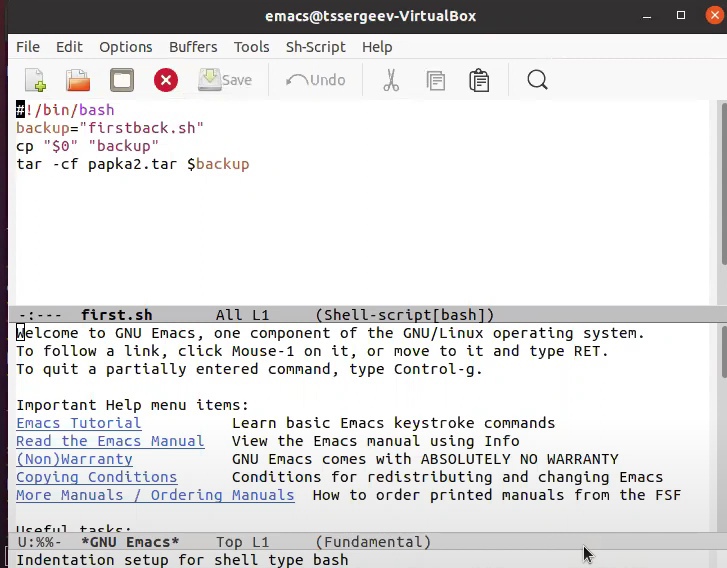 emacs@tssergeev-VirtualBox
File Edit Options Buffers Tools Sh-Script Help
Save Undo
#!/bin/bash
backup="firstback.sh"
cp "$0" "backup"
tar -cf papka2.tar $backup
-:--- first.sh All L1 (Shell-script[bash])
Welcome to GNU Emacs, one component of the GNU/Linux operating system.
To follow a link, click Mouse-1 on it, or move to it and type RET.
To quit a partially entered command, type Control-g.
Important Help menu items:
Emacs Tutorial Learn basic Emacs keystroke commands
Read the Emacs Manual View the Emacs manual using Info
(Non)Warranty GNU Emacs comes with ABSOLUTELY NO WARRANTY
Copying Conditions Conditions for redistributing and changing Emacs
More Manuals / Ordering Manuals How to order printed manuals from the FSF
Useful tasks:
U:%%- *GNU Emacs* Top L1 (Fundamental)
Indentation setup for shell type bash